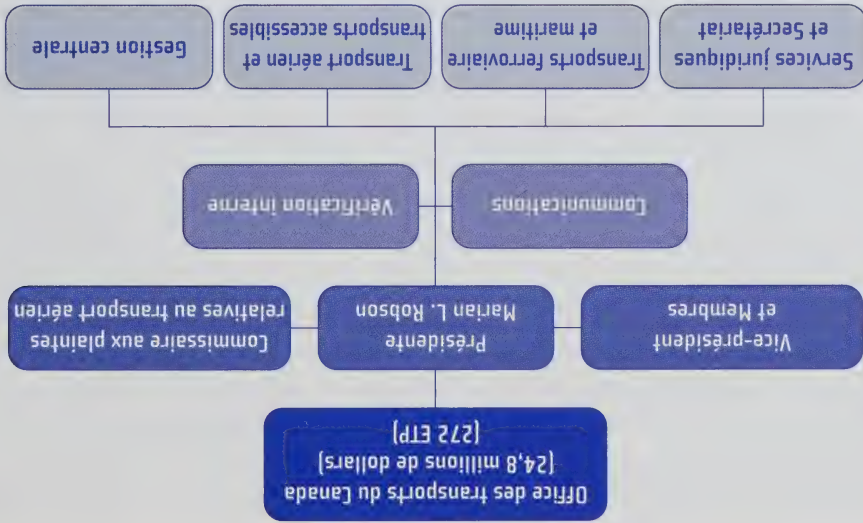 Office des transports du Canada
(24,8 millions de dollars)
(272 ETP)
Vice-président
et Membres
Présidente
Marian L. Robson
Commissaire aux plaintes
relatives au transport aérien
Communications
Vérification interne
Services juridiques
et Secrétariat
Transports ferroviaire
et maritime
Transport aérien et
transports accessibles
Gestion centrale